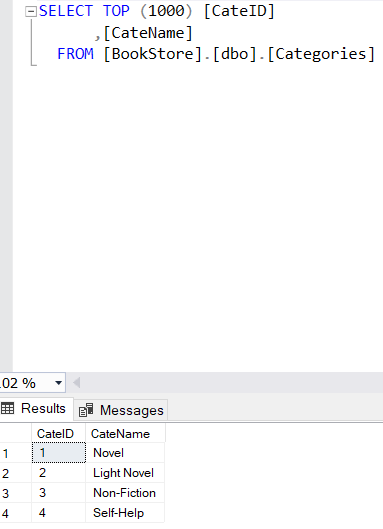 SELECT TOP (1000) [CateID]
,[CateName]
FROM [BookStore].[dbo].[Categories]
.02 %
Results Messages
CateID CateName
1 1 Novel
2 2 Light Novel
3 3 Non-Fiction
4 4 Self-Help